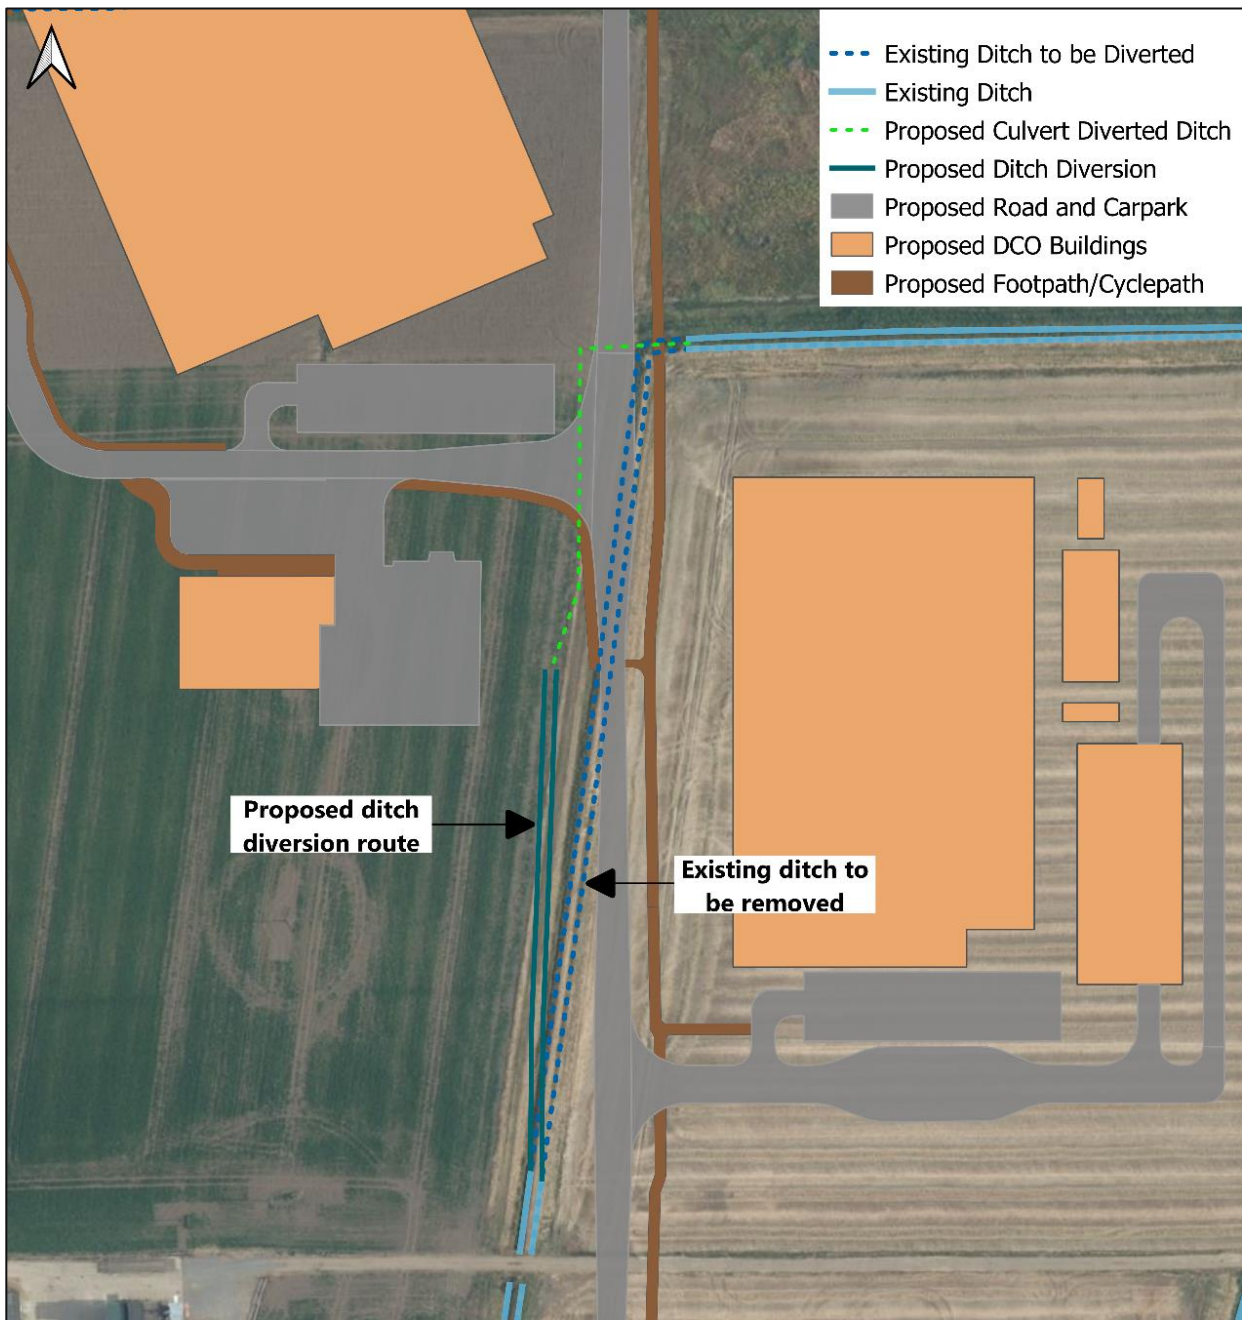 Existing Ditch to be Diverted
Existing Ditch
Proposed Culvert Diverted Ditch
Proposed Ditch Diversion
Proposed Road and Carpark
Proposed DCO Buildings
Proposed Footpath/Cyclepath
Proposed ditch
diversion route
Existing ditch to
be removed